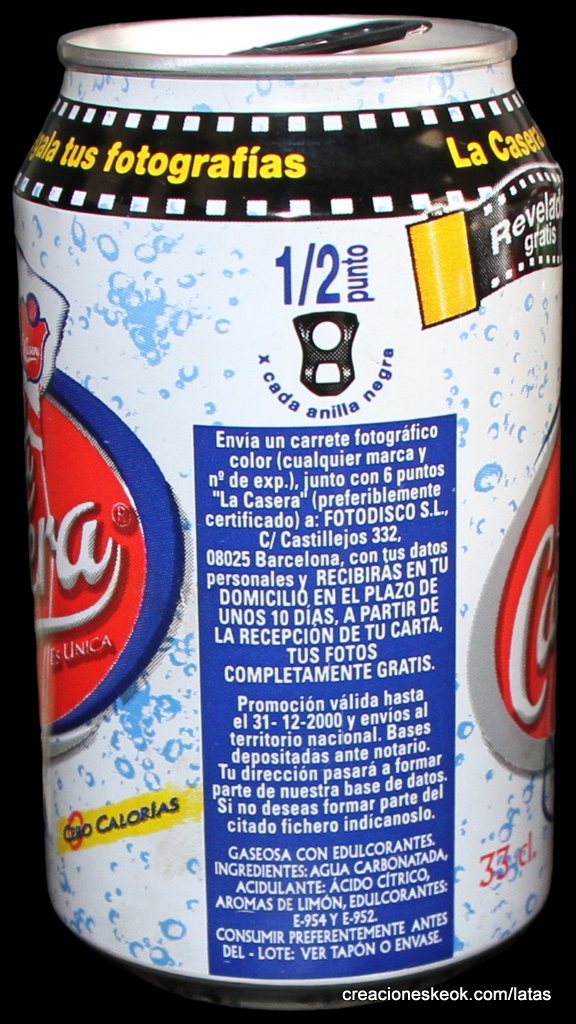 tus fotografías
La Casera
Revelado
gratis
1/2 punto
x cada anilla negra
Envía un carrete fotográfico
color (cualquier marca y
nº de exp.), junto con 6 puntos
"La Casera" (preferiblemente
certificado) a: FOTODISCO S.L.,
C/ Castillejos 332,
08025 Barcelona, con tus datos
personales y RECIBIRÁS EN TU
DOMICILIO EN EL PLAZO DE
UNOS 10 DÍAS, A PARTIR DE
LA RECEPCIÓN DE TU CARTA,
TUS FOTOS
COMPLETAMENTE GRATIS.
Promoción válida hasta
el 31-12-2000 y envíos al
territorio nacional. Bases
depositadas ante notario.
Tu dirección pasará a formar
parte de nuestra base de datos.
Si no deseas formar parte del
citado fichero indícanoslo.
GASEOSA CON EDULCORANTES.
INGREDIENTES: AGUA CARBONATADA,
ACIDULANTE: ÁCIDO CÍTRICO,
AROMAS DE LIMÓN, EDULCORANTES:
E-954 Y E-952.
CONSUMIR PREFERENTEMENTE ANTES
DEL - LOTE: VER TAPÓN O ENVASE.
ES ÚNICA
CERO CALORÍAS
33 cl.
creacioneskeok.com/latas